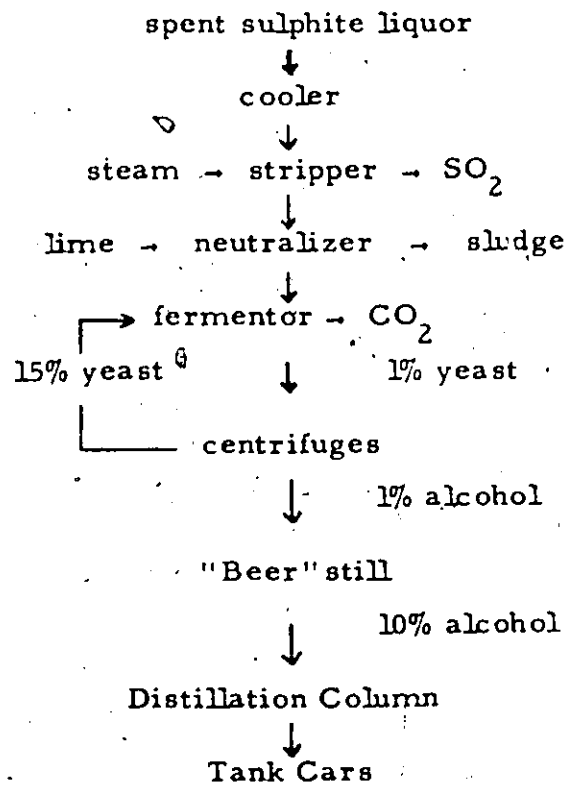 spent sulphite liquor
cooler
steam → stripper → SO₂
lime → neutralizer → sludge
fermentor → CO₂
15% yeast 1% yeast
centrifuges
1% alcohol
"Beer" still
10% alcohol
Distillation Column
Tank Cars